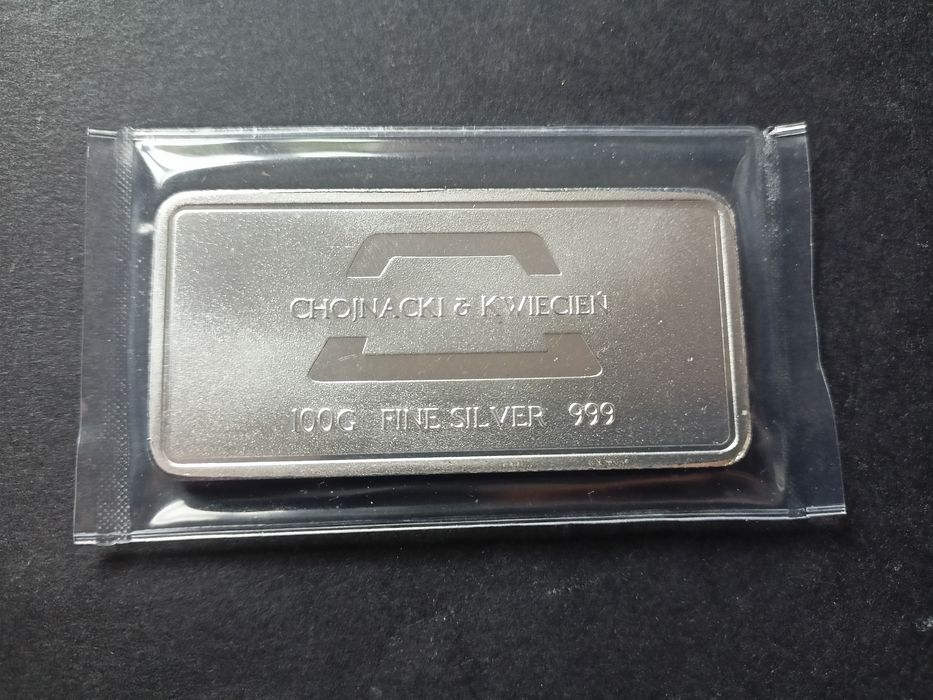 CHOJNACKI & KWIECIEŃ
100G FINE SILVER 999